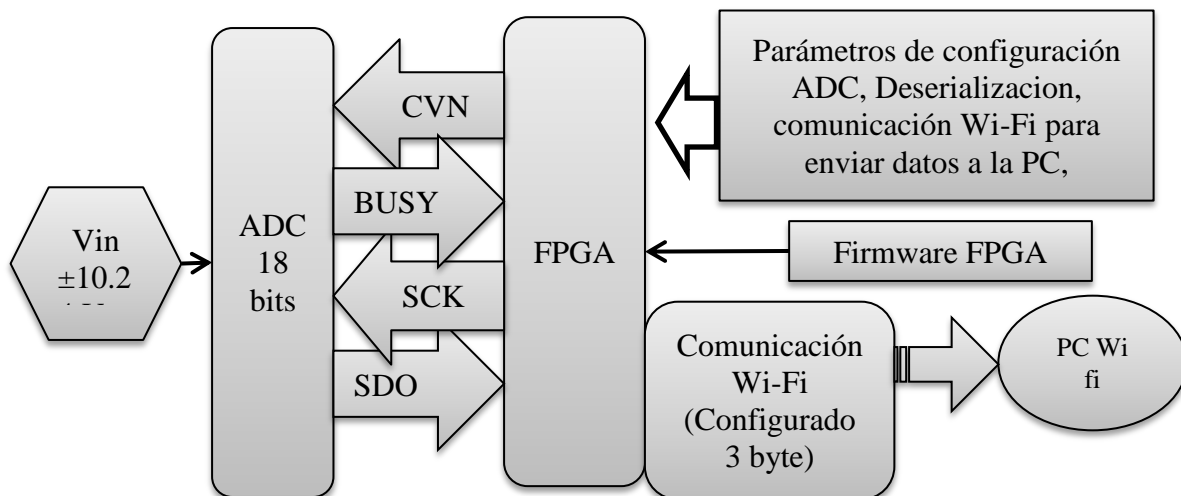 Vin
±10.2
ADC
18
bits
CVN
BUSY
SCK
SDO
FPGA
Parámetros de configuración
ADC, Deserializacion,
comunicación Wi-Fi para
enviar datos a la PC,
Firmware FPGA
Comunicación
Wi-Fi
(Configurado
3 byte)
PC Wi
fi